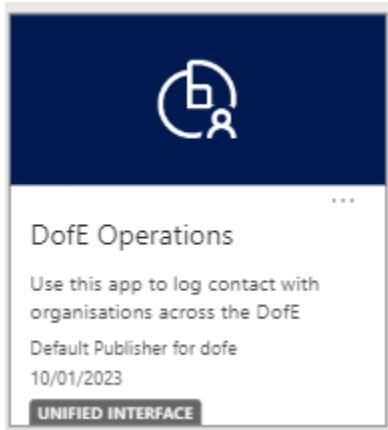 ...
DofE Operations
Use this app to log contact with
organisations across the DofE
Default Publisher for dofe
10/01/2023
UNIFIED INTERFACE